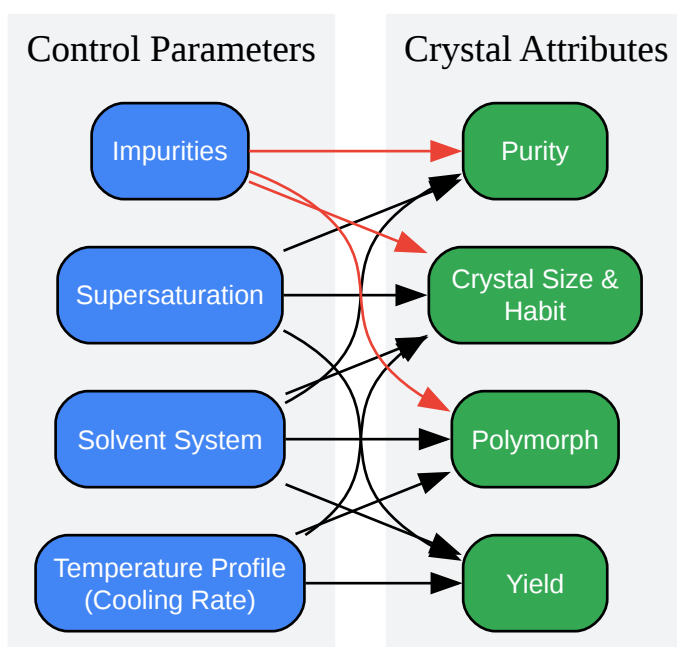 Control Parameters
Crystal Attributes
Impurities
Purity
Supersaturation
Crystal Size &
Habit
Solvent System
Polymorph
Temperature Profile
(Cooling Rate)
Yield